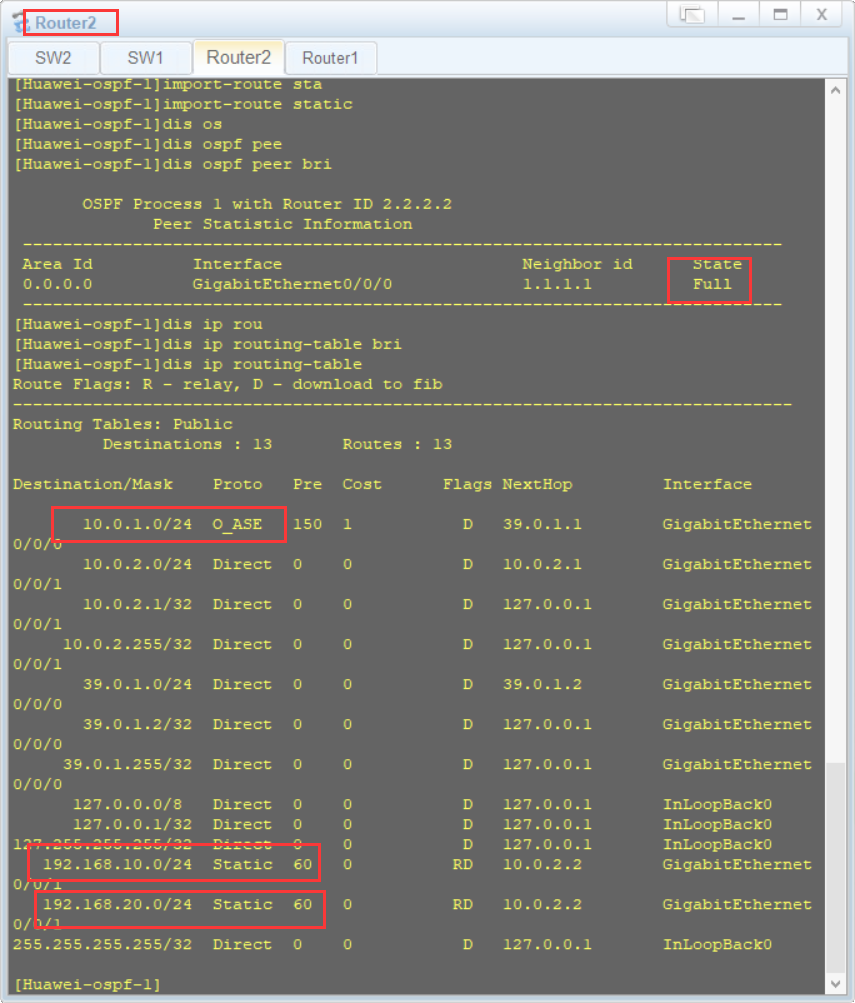 Router2
SW2 SW1 Router2 Router1
[Huawei-ospf-1]import-route sta
[Huawei-ospf-1]import-route static
[Huawei-ospf-1]dis os
[Huawei-ospf-1]dis ospf pee
[Huawei-ospf-1]dis ospf peer bri
OSPF Process 1 with Router ID 2.2.2.2
Peer Statistic Information
----------------------------------------------------------------------------
Area Id Interface Neighbor id State
0.0.0.0 GigabitEthernet0/0/0 1.1.1.1 Full
----------------------------------------------------------------------------
[Huawei-ospf-1]dis ip rou
[Huawei-ospf-1]dis ip routing-table bri
[Huawei-ospf-1]dis ip routing-table
Route Flags: R - relay, D - download to fib
------------------------------------------------------------------------------
Routing Tables: Public
Destinations : 13 Routes : 13
Destination/Mask Proto Pre Cost Flags NextHop Interface
10.0.1.0/24 O_ASE 150 1 D 39.0.1.1 GigabitEthernet
0/0/0
10.0.2.0/24 Direct 0 0 D 10.0.2.1 GigabitEthernet
0/0/1
10.0.2.1/32 Direct 0 0 D 127.0.0.1 GigabitEthernet
0/0/1
10.0.2.255/32 Direct 0 0 D 127.0.0.1 GigabitEthernet
0/0/1
39.0.1.0/24 Direct 0 0 D 39.0.1.2 GigabitEthernet
0/0/0
39.0.1.2/32 Direct 0 0 D 127.0.0.1 GigabitEthernet
0/0/0
39.0.1.255/32 Direct 0 0 D 127.0.0.1 GigabitEthernet
0/0/0
127.0.0.0/8 Direct 0 0 D 127.0.0.1 InLoopBack0
127.0.0.1/32 Direct 0 0 D 127.0.0.1 InLoopBack0
127.255.255.255/32 Direct 0 0 D 127.0.0.1 InLoopBack0
192.168.10.0/24 Static 60 0 RD 10.0.2.2 GigabitEthernet
0/0/1
192.168.20.0/24 Static 60 0 RD 10.0.2.2 GigabitEthernet
0/0/1
255.255.255.255/32 Direct 0 0 D 127.0.0.1 InLoopBack0
[Huawei-ospf-1]